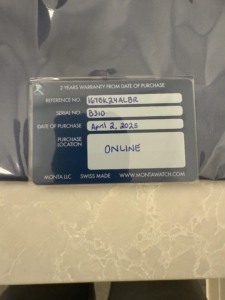 2 YEARS WARRANTY FROM DATE OF PURCHASE
REFERENCE NO. 1678K24ALBR
SERIAL NO. B310
DATE OF PURCHASE April 2, 2025
PURCHASE
LOCATION ONLINE
MONTA LLC SWISS MADE WWW.MONTAWATCH.COM